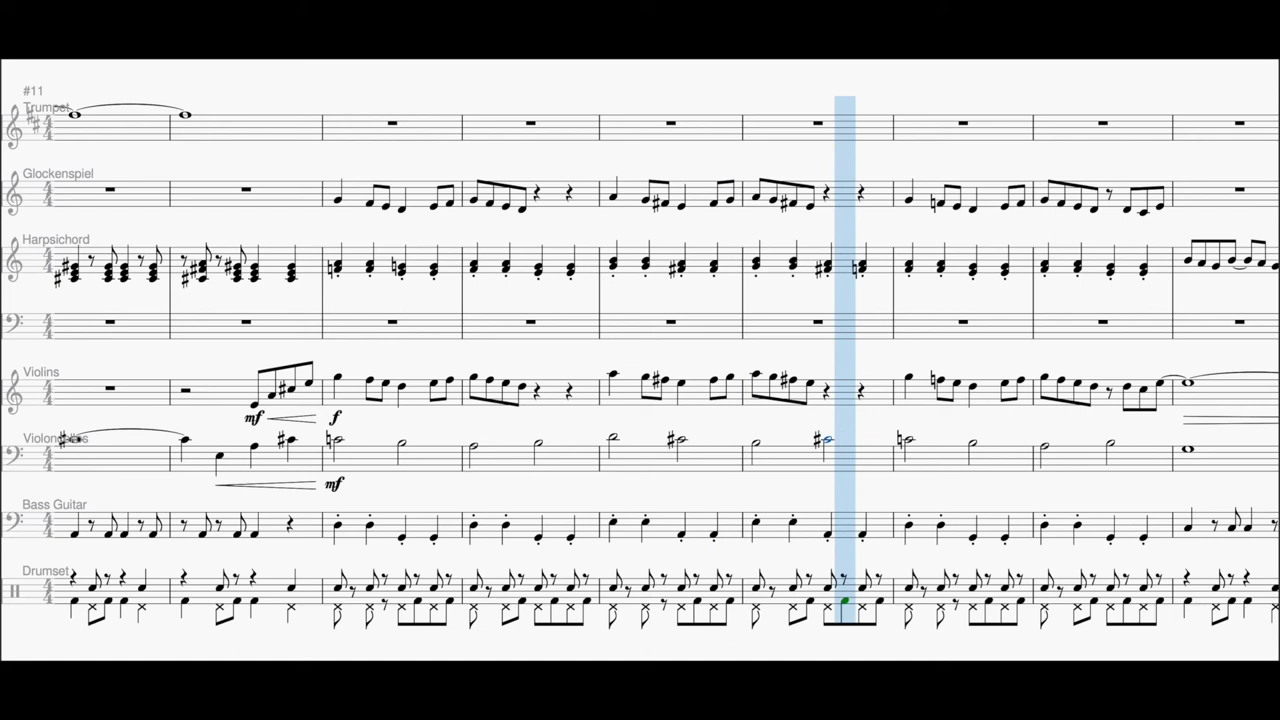 #11
Trumpet
Glockenspiel
Harpsichord
Violins
mf f
Violoncellos
mf
Bass Guitar
Drumset